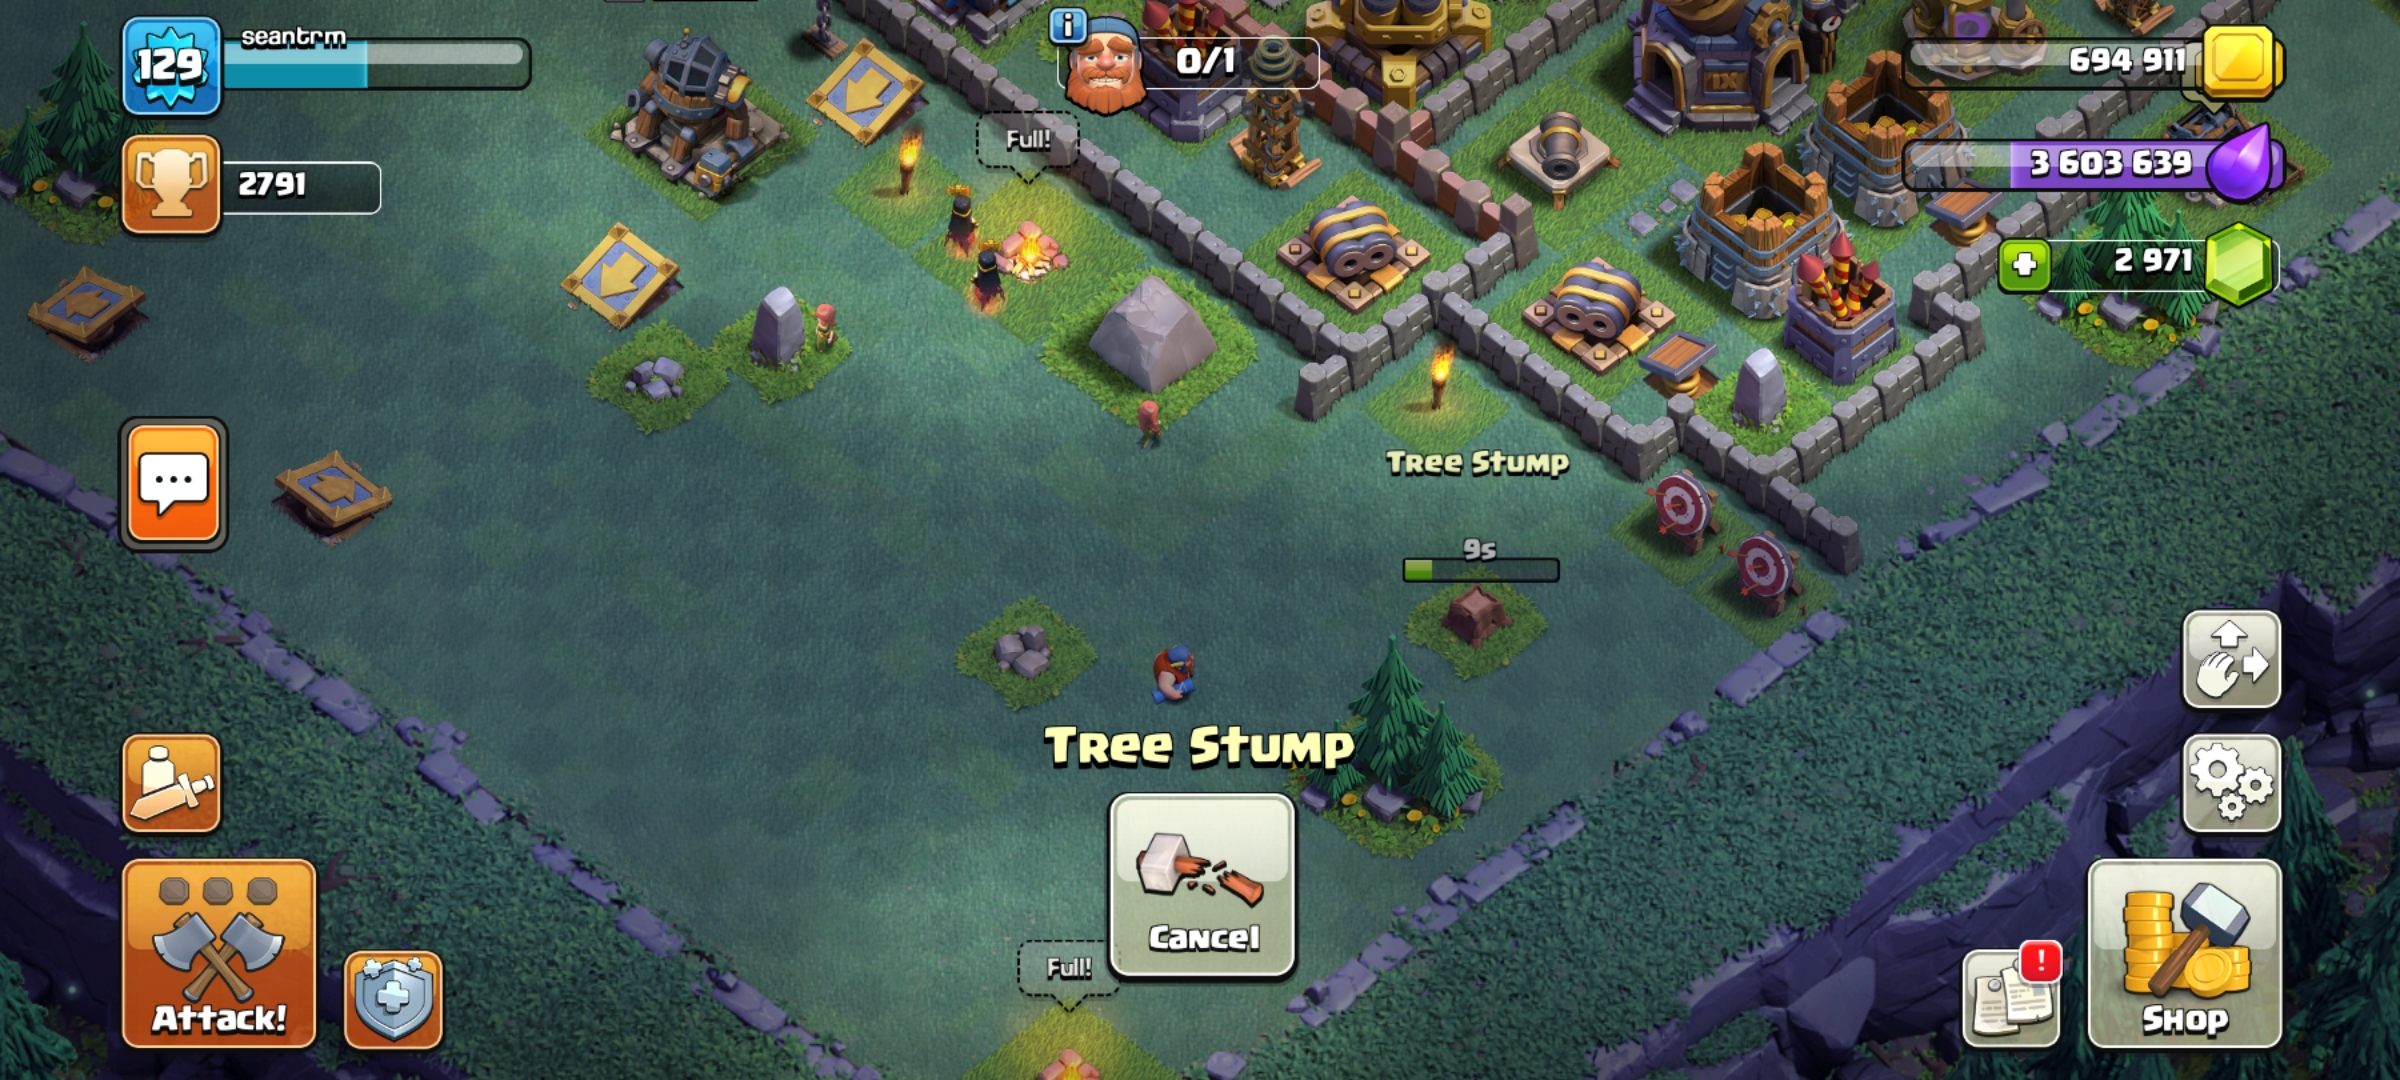 129
seantrm
0/1
694 911
Full!
3 603 639
2791
2 971
IX
Tree Stump
9s
Tree Stump
Cancel
Full!
Attack!
!
Shop